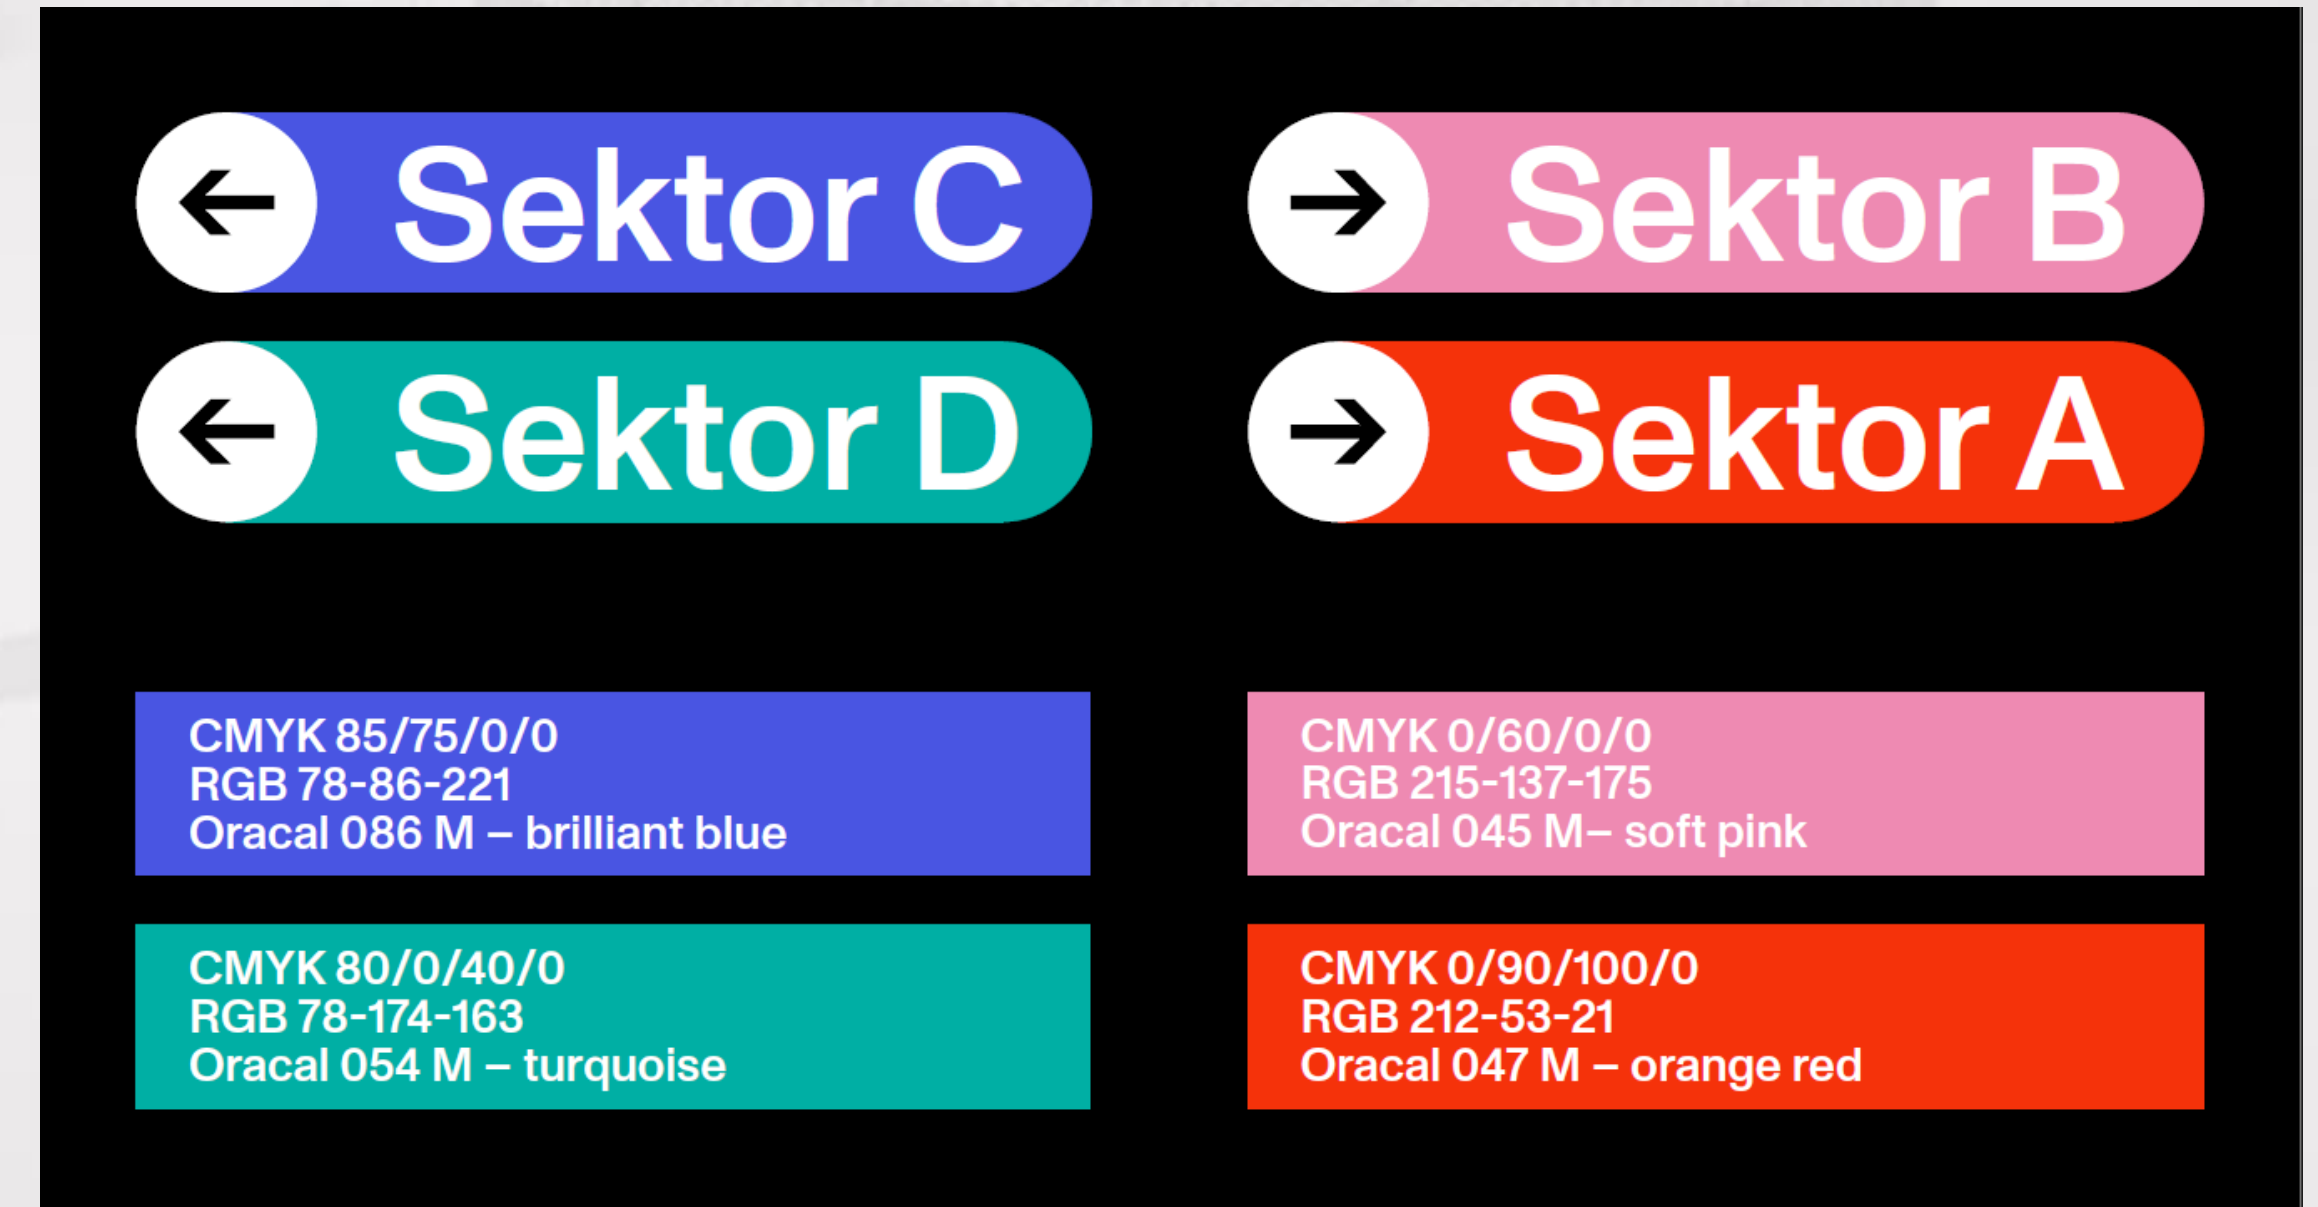 Sektor C
Sektor B
Sektor D
Sektor A
CMYK 85/75/0/0
RGB 78-86-221
Oracal 086 M – brilliant blue
CMYK 0/60/0/0
RGB 215-137-175
Oracal 045 M– soft pink
CMYK 80/0/40/0
RGB 78-174-163
Oracal 054 M – turquoise
CMYK 0/90/100/0
RGB 212-53-21
Oracal 047 M – orange red